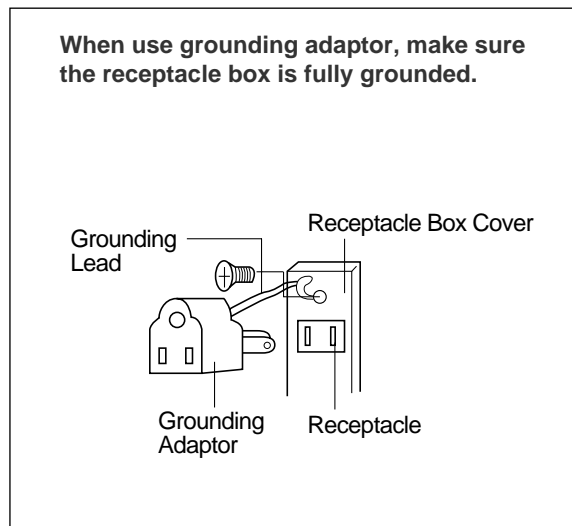 When use grounding adaptor, make sure
the receptacle box is fully grounded.
Receptacle Box Cover
Grounding
Lead
Grounding
Adaptor
Receptacle